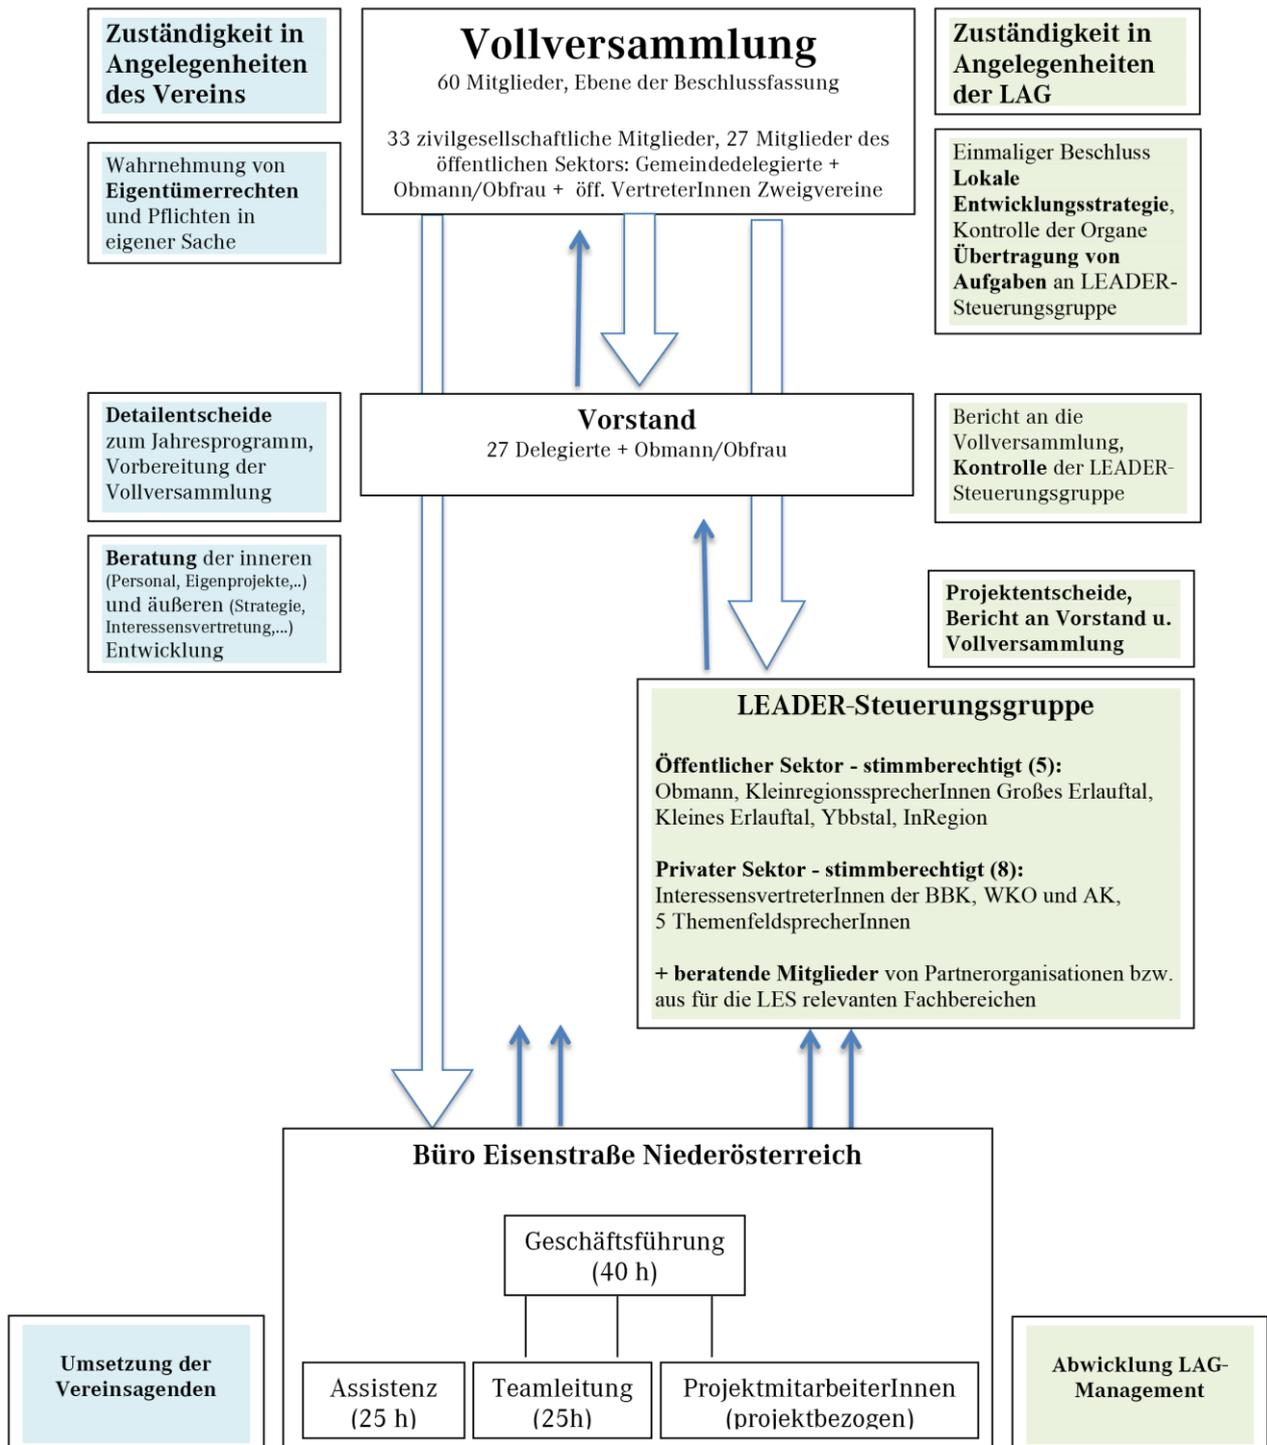 Zuständigkeit in
Angelegenheiten
des Vereins
Vollversammlung
60 Mitglieder, Ebene der Beschlussfassung
33 zivilgesellschaftliche Mitglieder, 27 Mitglieder des
öffentlichen Sektors: Gemeindedelegierte +
Obmann/Obfrau + öff. VertreterInnen Zweigvereine
Zuständigkeit in
Angelegenheiten
der LAG
Wahrnehmung von
Eigentümerrechten
und Pflichten in
eigener Sache
Einmaliger Beschluss
Lokale
Entwicklungsstrategie,
Kontrolle der Organe
Übertragung von
Aufgaben an LEADER-
Steuerungsgruppe
Detailentscheide
zum Jahresprogramm,
Vorbereitung der
Vollversammlung
Vorstand
27 Delegierte + Obmann/Obfrau
Bericht an die
Vollversammlung,
Kontrolle der LEADER-
Steuerungsgruppe
Beratung der inneren
(Personal, Eigenprojekte,..)
und äußeren (Strategie,
Interessensvertretung,...)
Entwicklung
Projektentscheide,
Bericht an Vorstand u.
Vollversammlung
LEADER-Steuerungsgruppe
Öffentlicher Sektor - stimmberechtigt (5):
Obmann, KleinregionssprecherInnen Großes Erlauftal,
Kleines Erlauftal, Ybbstal, InRegion
Privater Sektor - stimmberechtigt (8):
InteressensvertreterInnen der BBK, WKO und AK,
5 ThemenfeldsprecherInnen
+ beratende Mitglieder von Partnerorganisationen bzw.
aus für die LES relevanten Fachbereichen
Büro Eisenstraße Niederösterreich
Geschäftsführung
(40 h)
Umsetzung der
Vereinsagenden
Assistenz
(25 h)
Teamleitung
(25h)
ProjektmitarbeiterInnen
(projektbezogen)
Abwicklung LAG-
Management